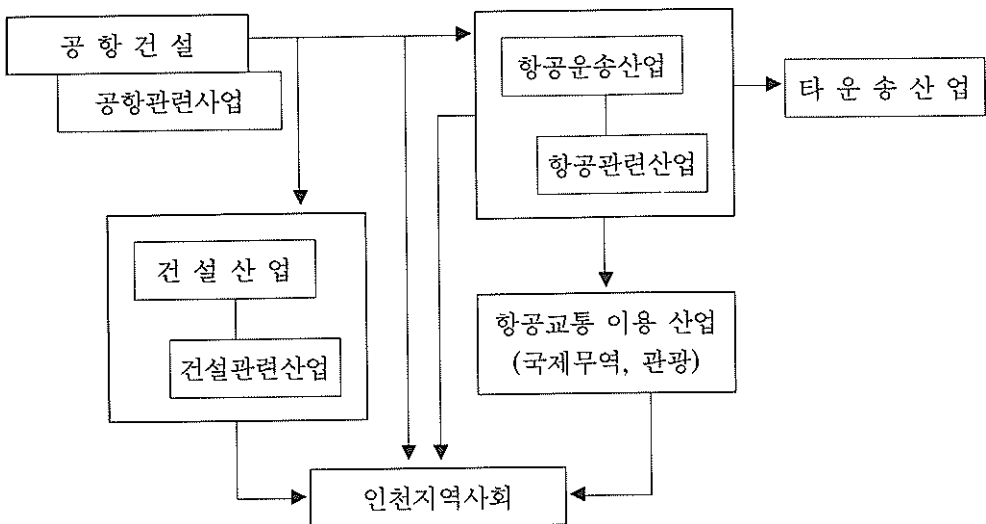 공 항 건 설
공항관련사업
항공운송산업
항공관련산업
타 운 송 산 업
건 설 산 업
건설관련산업
항공교통 이용 산업
(국제무역, 관광)
인천지역사회